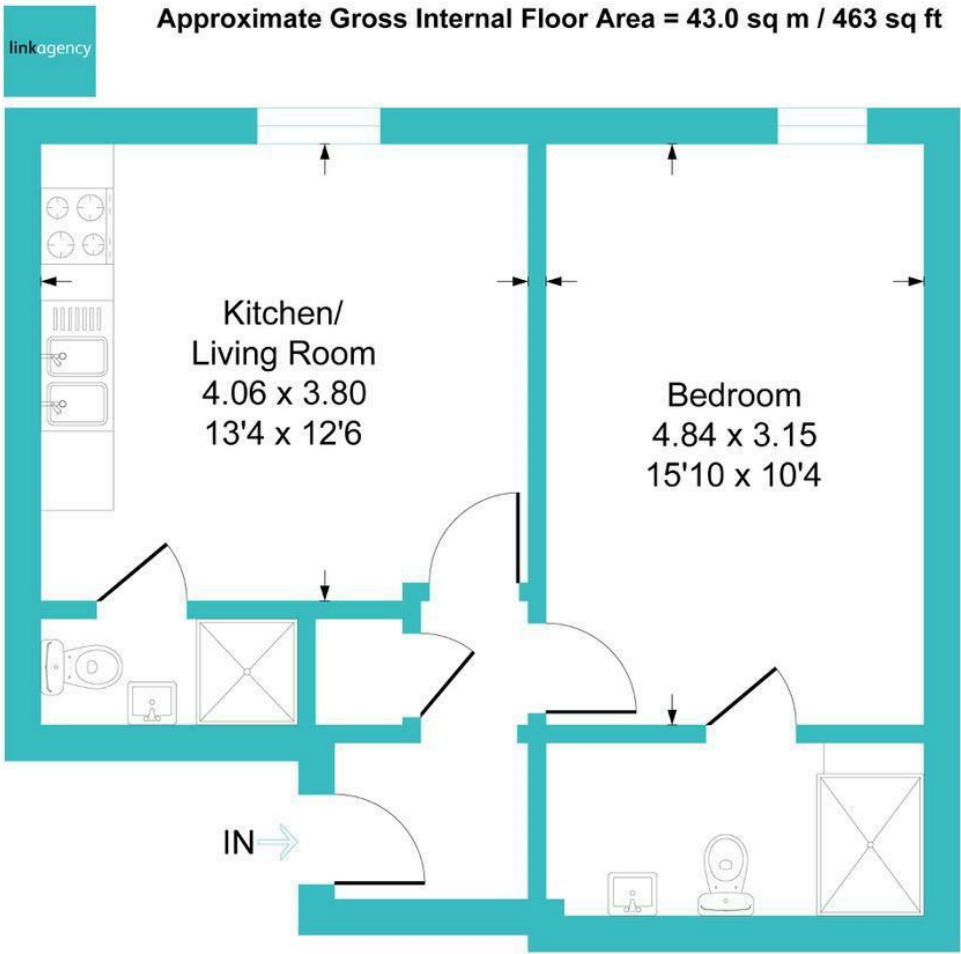 Approximate Gross Internal Floor Area = 43.0 sq m / 463 sq ft
linkagency
Kitchen/
Living Room
4.06 x 3.80
13'4 x 12'6
Bedroom
4.84 x 3.15
15'10 x 10'4
IN